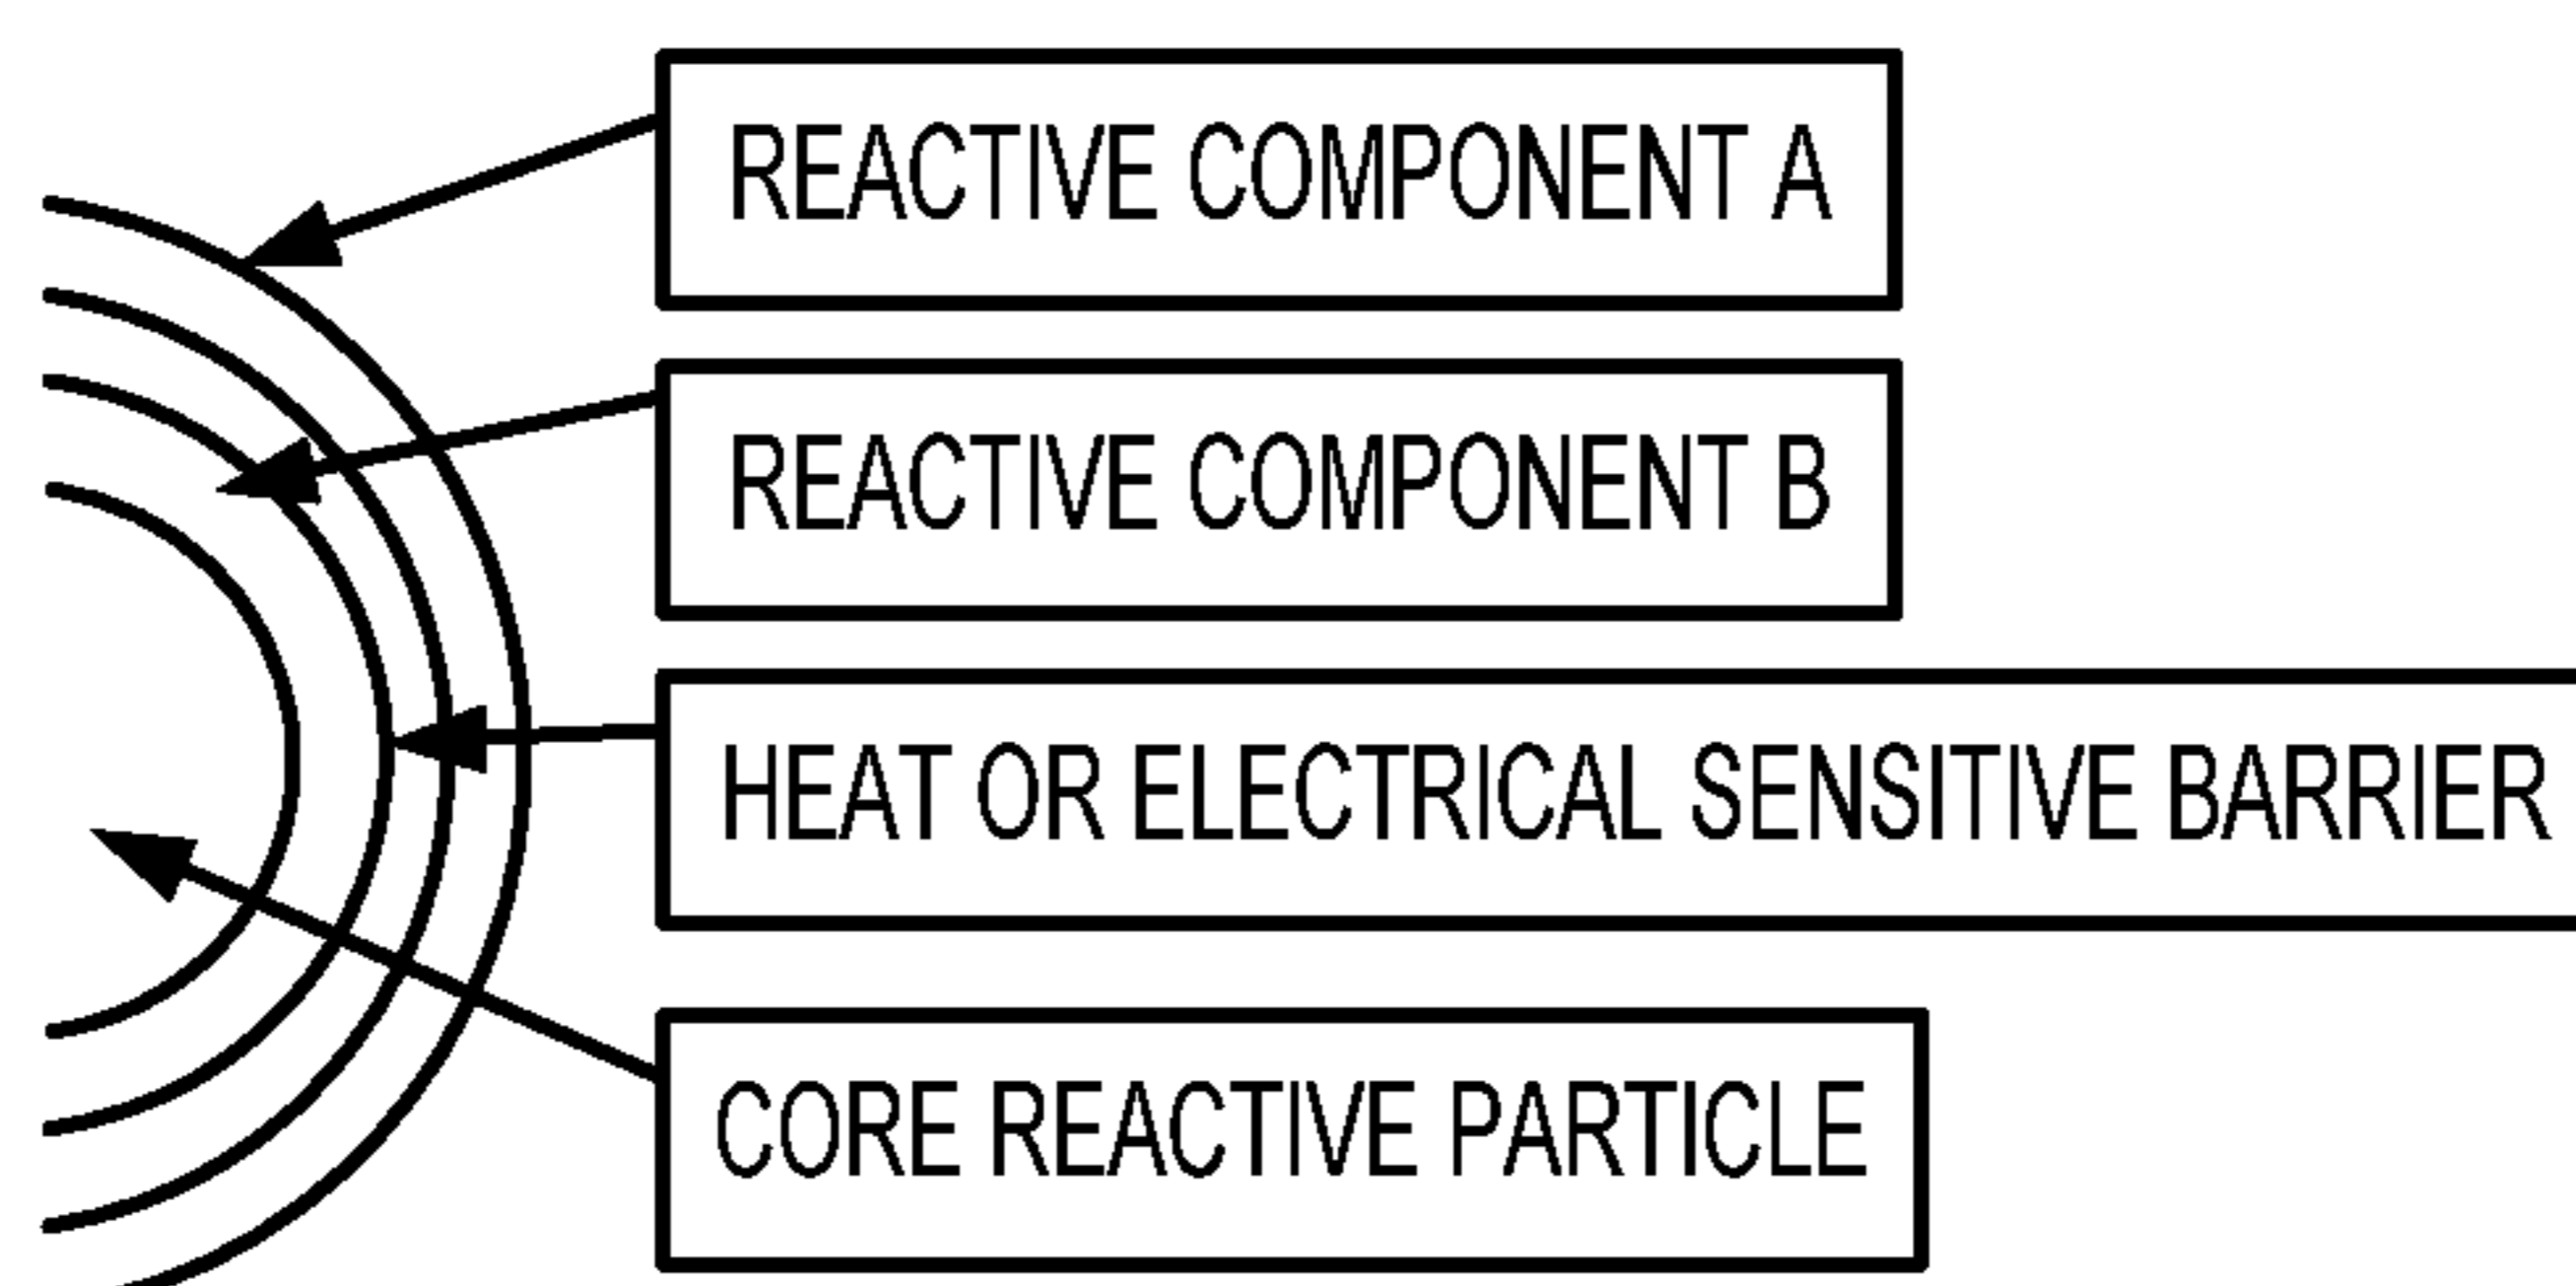 REACTIVE COMPONENT A
REACTIVE COMPONENT B
HEAT OR ELECTRICAL SENSITIVE BARRIER
CORE REACTIVE PARTICLE